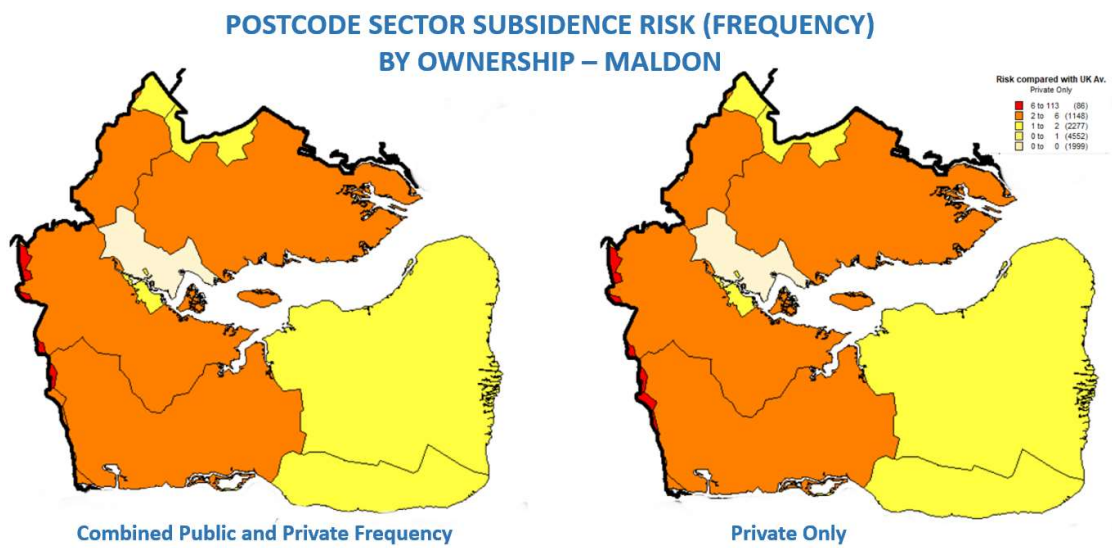 POSTCODE SECTOR SUBSIDENCE RISK (FREQUENCY)
BY OWNERSHIP – MALDON
Risk compared with UK Av.
Private Only
6 to 113 (86)
2 to 6 (1148)
1 to 2 (2277)
0 to 1 (4552)
0 to 0 (1999)
Combined Public and Private Frequency
Private Only